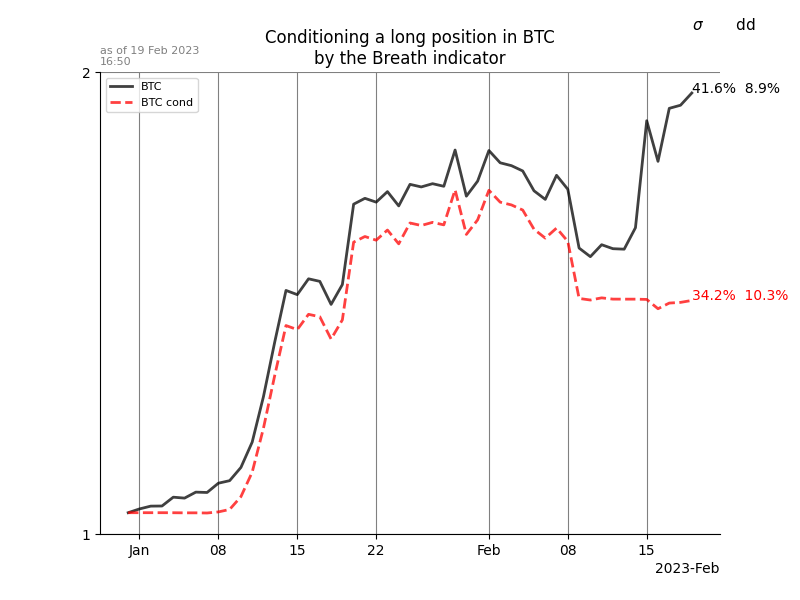 σ dd
Conditioning a long position in BTC
by the Breath indicator
as of 19 Feb 2023
16:50
2
BTC
BTC cond
41.6% 8.9%
34.2% 10.3%
1
Jan 08 15 22 Feb 08 15
2023-Feb